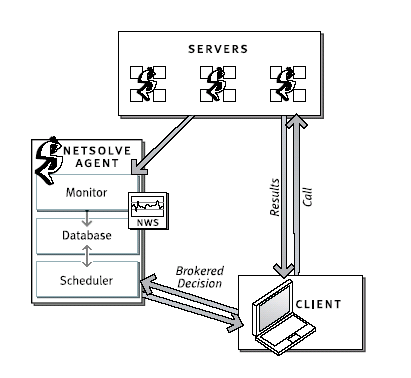 SERVERS
NETSOLVE
AGENT
Monitor
NWS
Database
Scheduler
Results
Call
Brokered
Decision
CLIENT